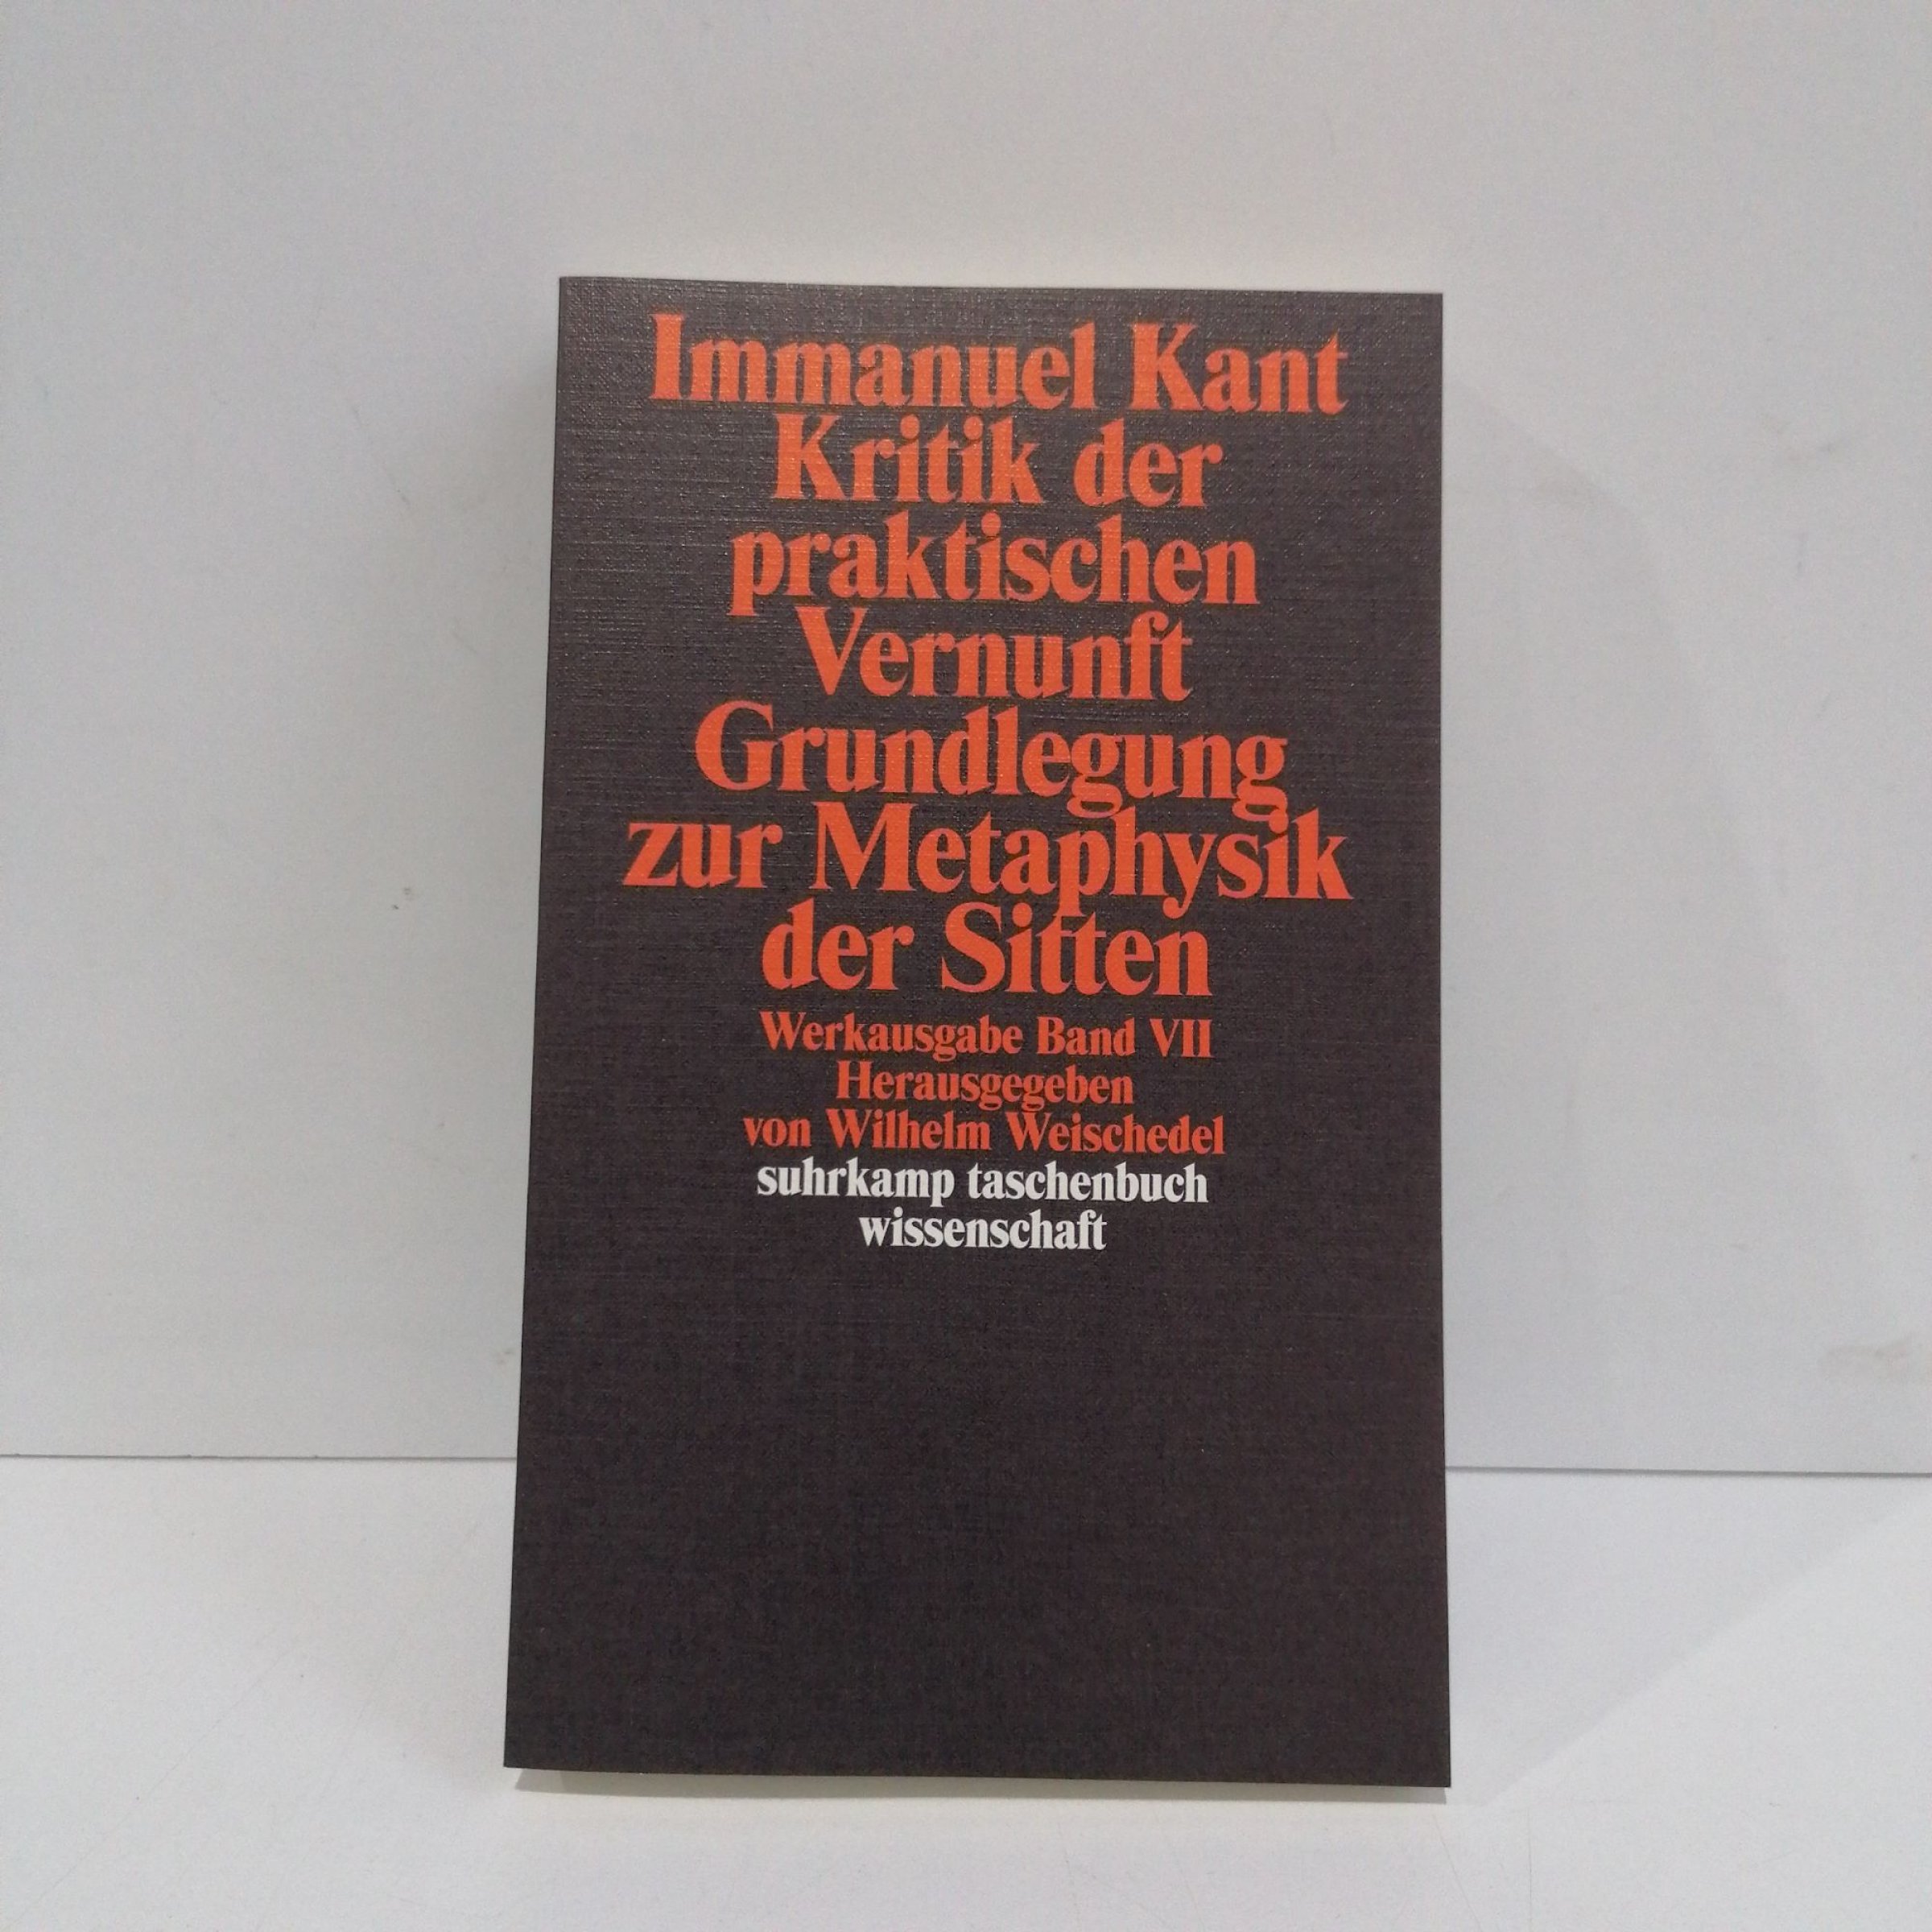 Immanuel Kant
Kritik der
praktischen
Vernunft
Grundlegung
zur Metaphysik
der Sitten
Werkausgabe Band VII
Herausgegeben
von Wilhelm Weischedel
suhrkamp taschenbuch
wissenschaft